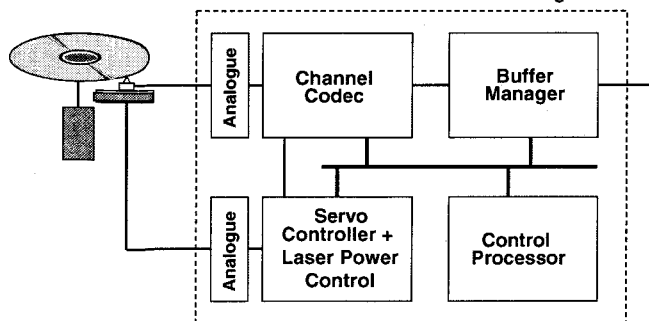 Analogue
Channel
Codec
Buffer
Manager
Analogue
Servo
Controller +
Laser Power
Control
Control
Processor